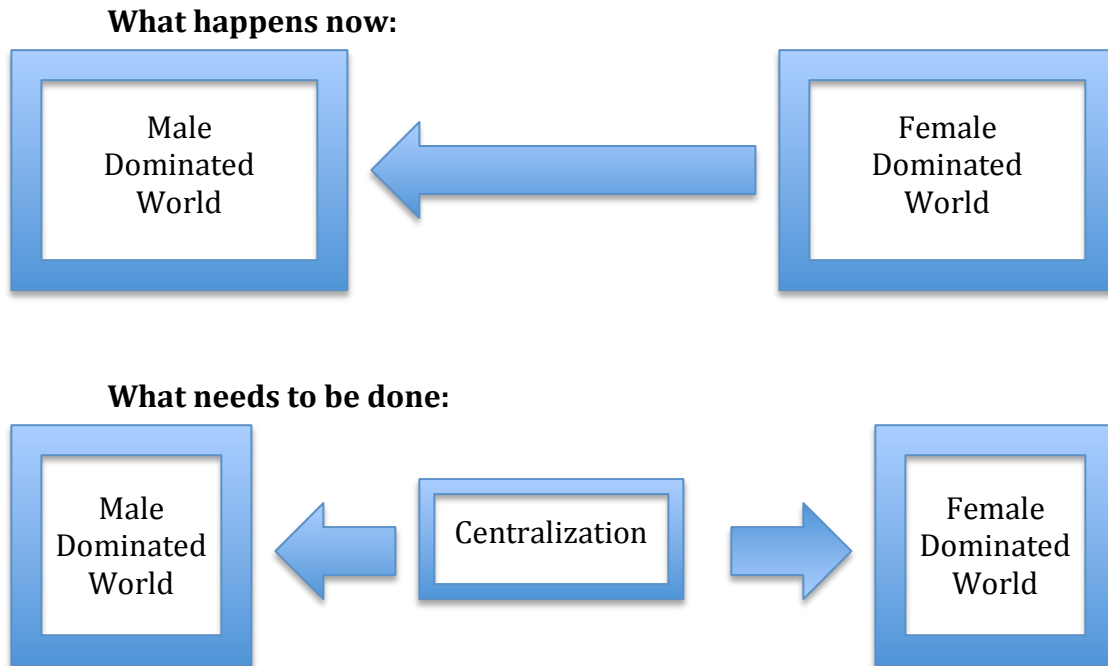 What happens now:
Male
Dominated
World
Female
Dominated
World
What needs to be done:
Male
Dominated
World
Centralization
Female
Dominated
World